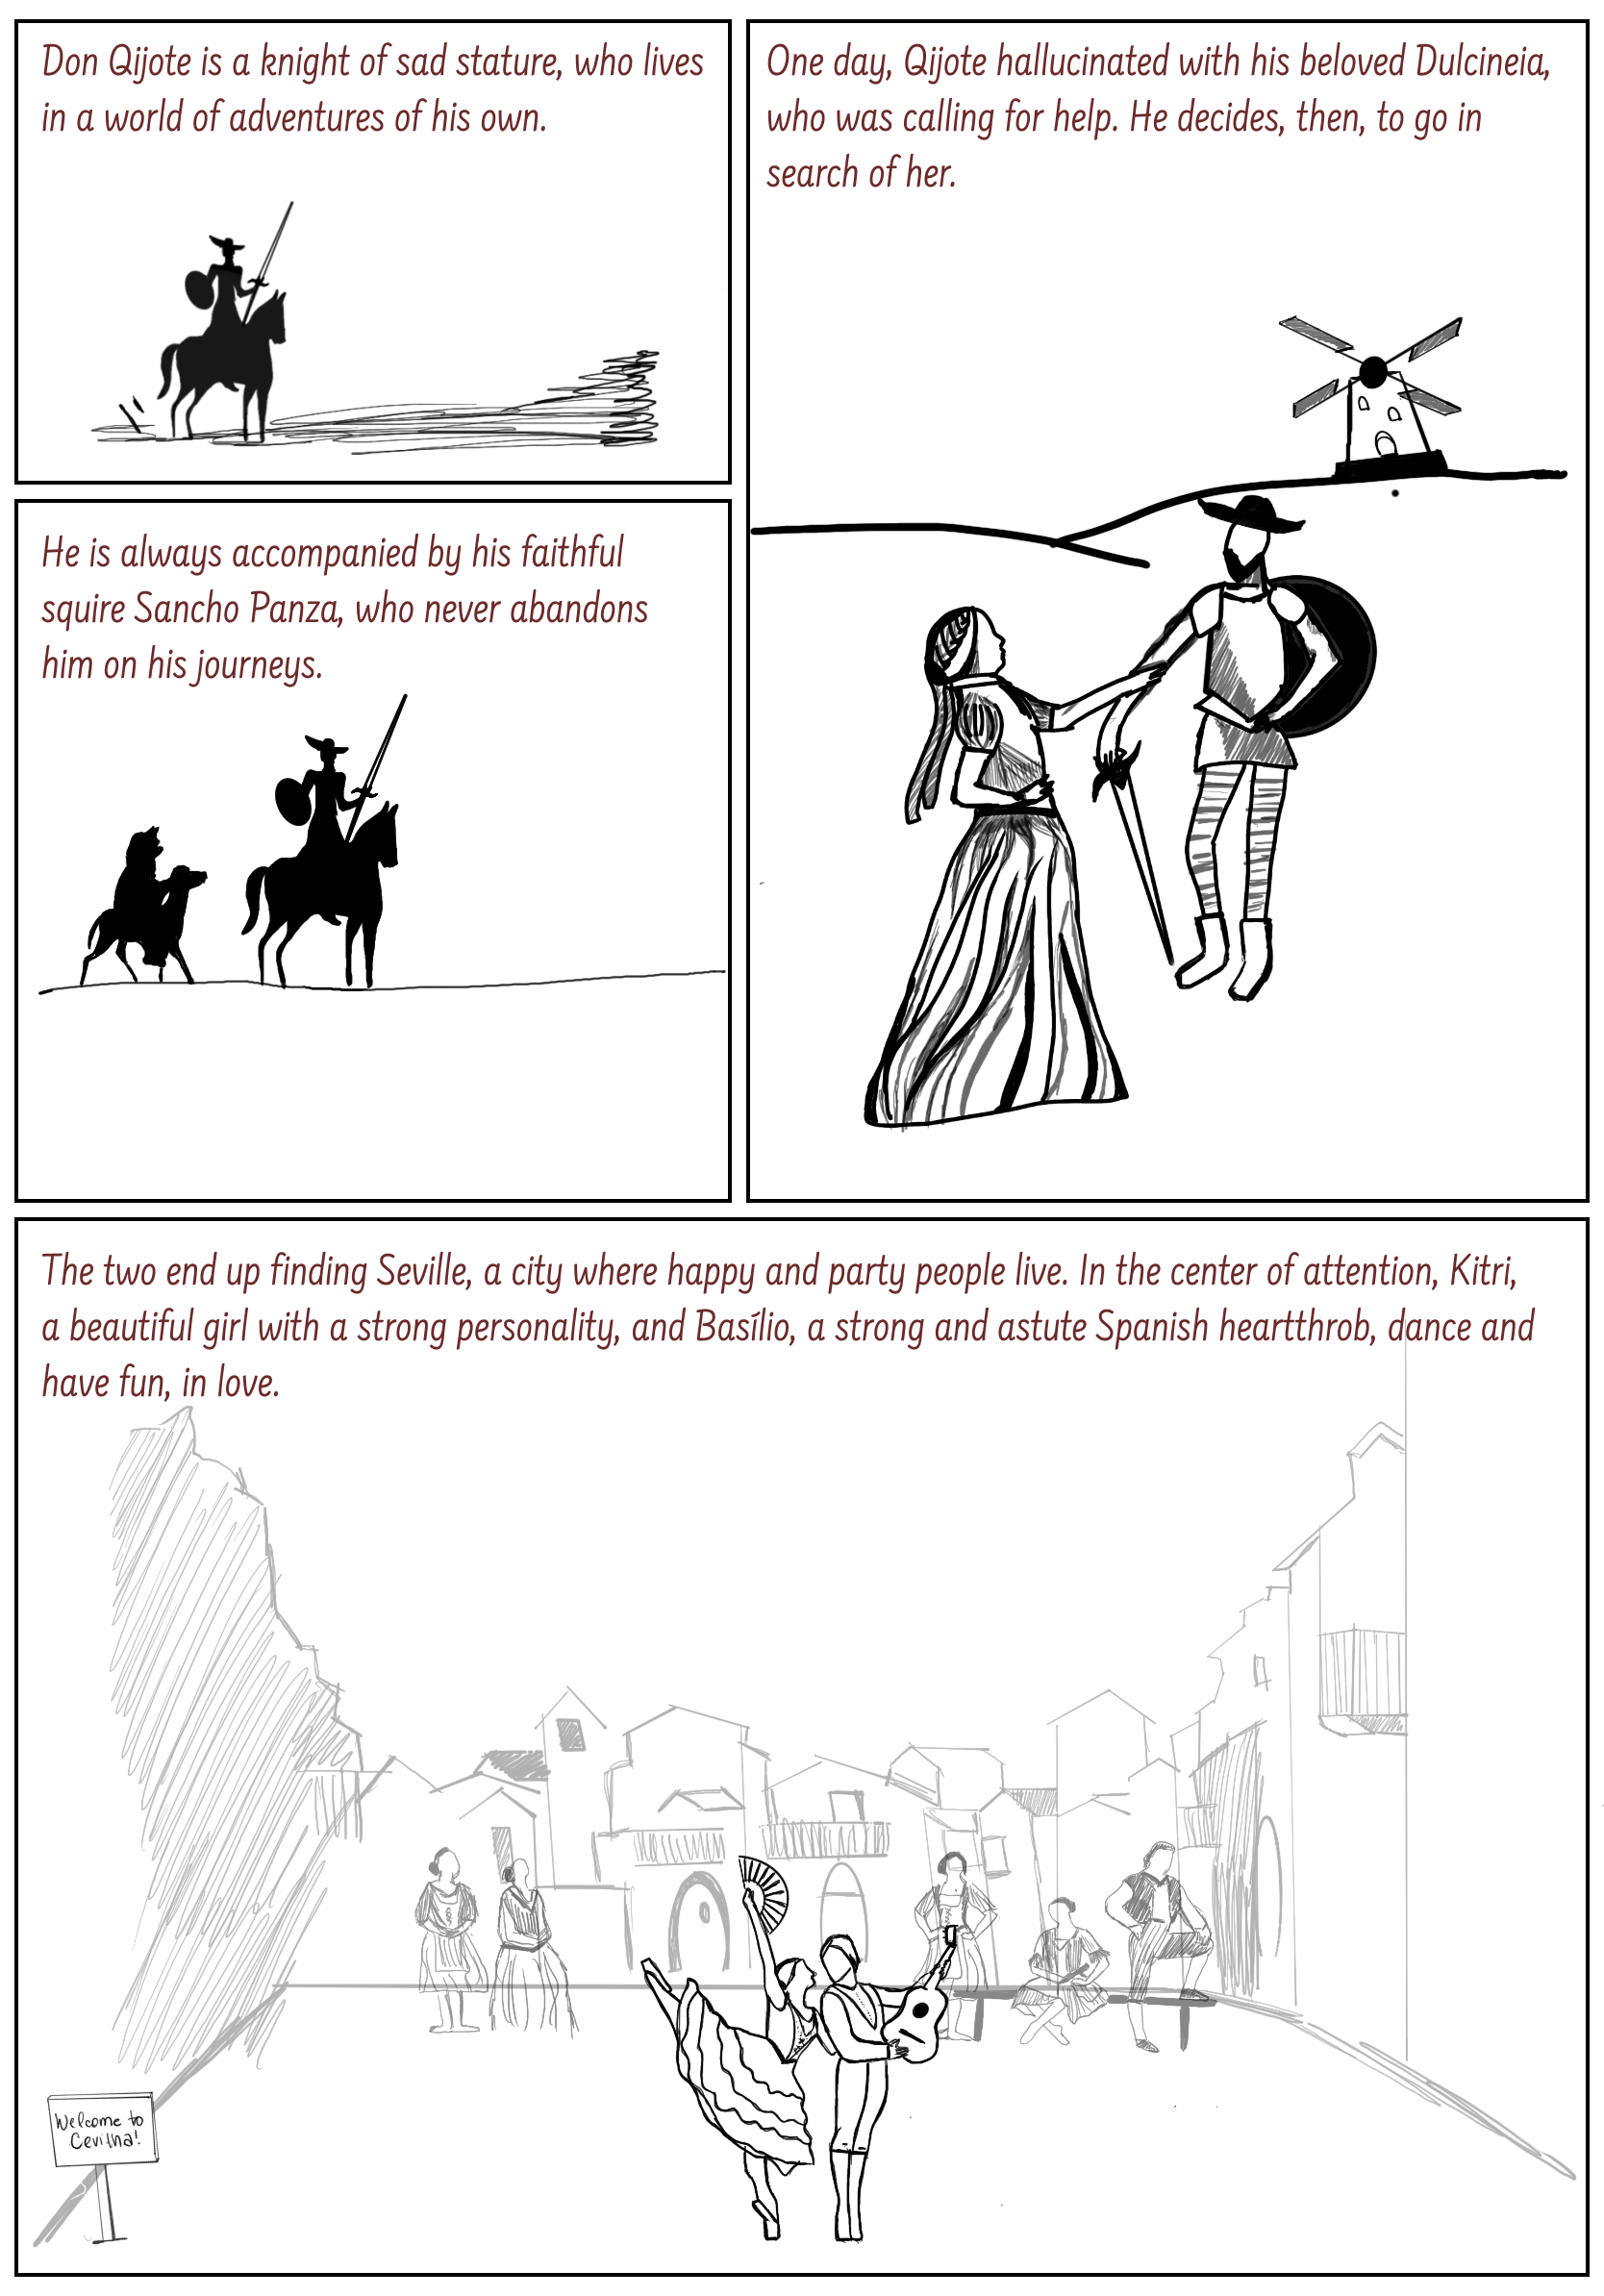 Don Qijote is a knight of sad stature, who lives
in a world of adventures of his own.
He is always accompanied by his faithful
squire Sancho Panza, who never abandons
him on his journeys.
One day, Qijote hallucinated with his beloved Dulcineia,
who was calling for help. He decides, then, to go in
search of her.
The two end up finding Seville, a city where happy and party people live. In the center of attention, Kitri,
a beautiful girl with a strong personality, and Basílio, a strong and astute Spanish heartthrob, dance and
have fun, in love.
Welcome to
Cevilha!